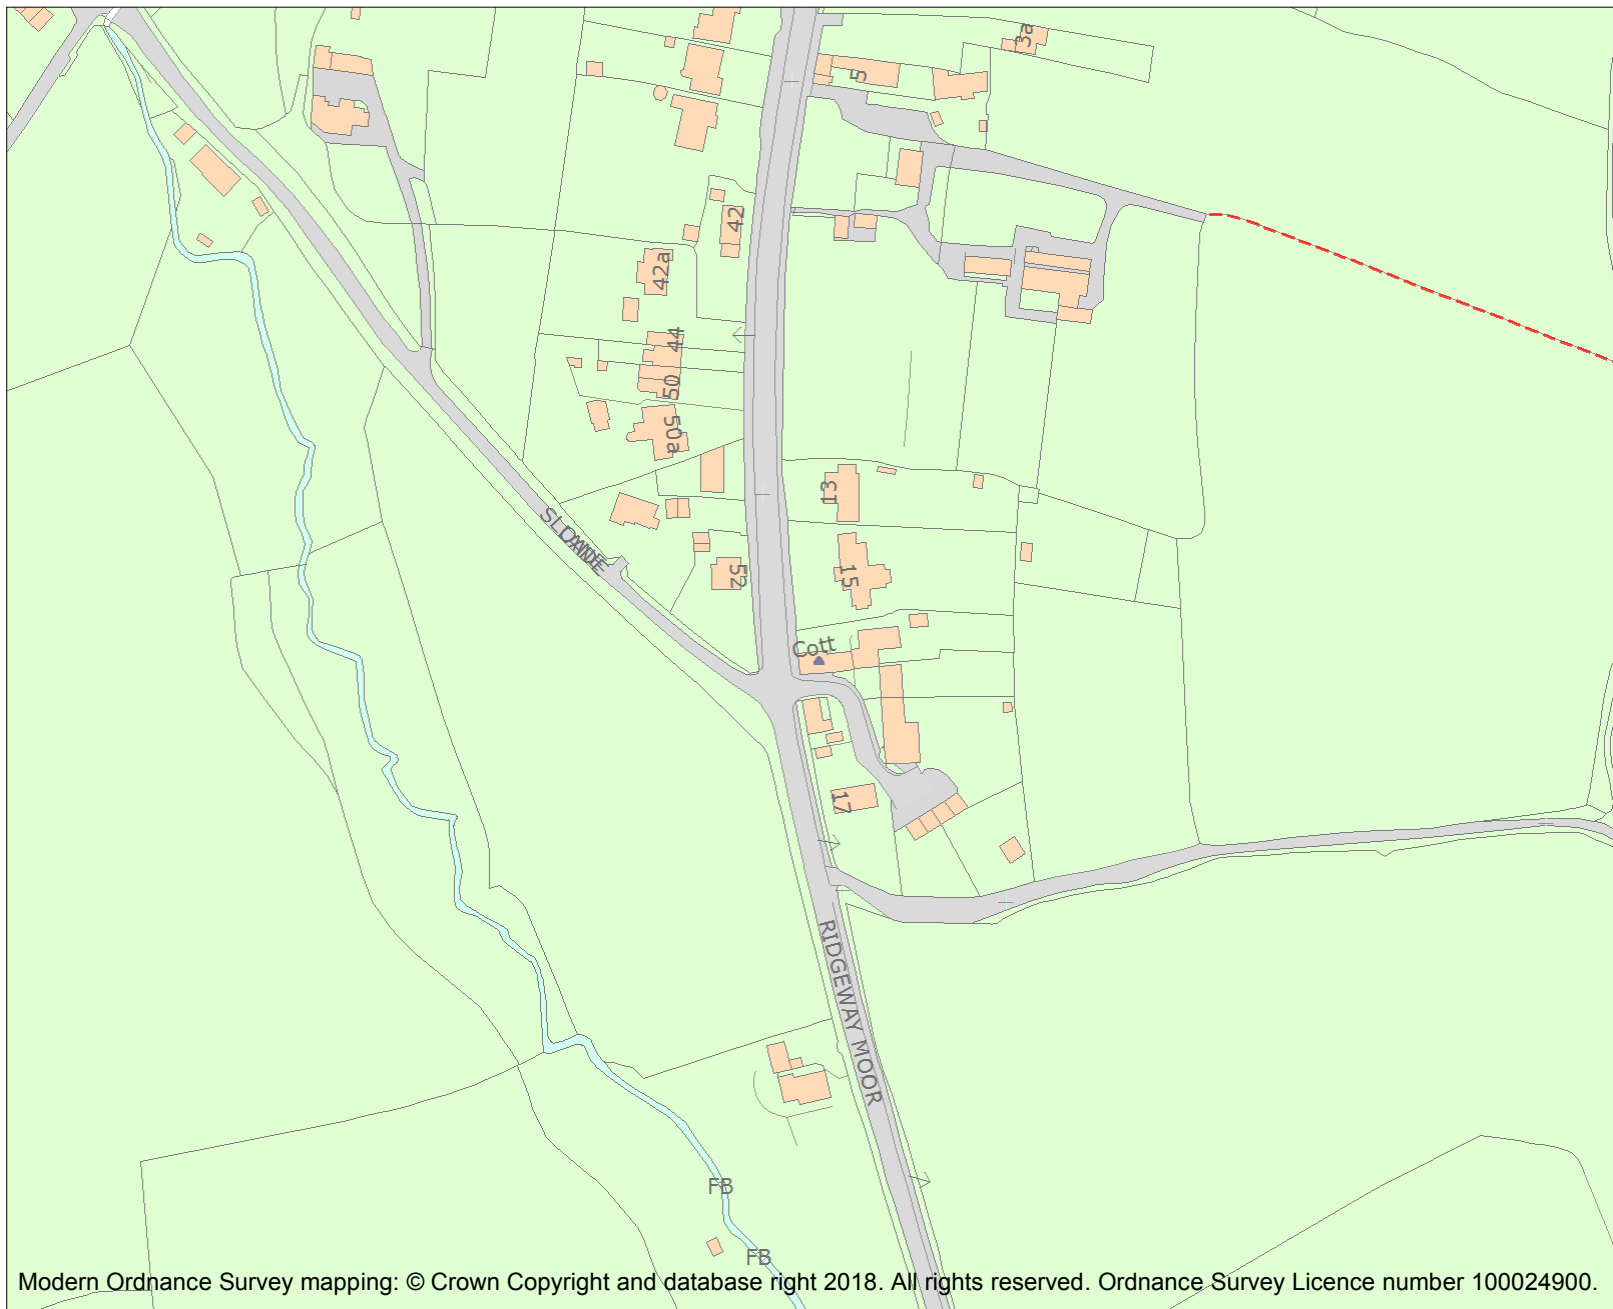 3a
5
42
42a
44
50
50a
13
SLOANE
LANE
52
15
Cott
17
RIDGEWAY MOOR
FB
FB
Modern Ordnance Survey mapping: © Crown Copyright and database right 2018. All rights reserved. Ordnance Survey Licence number 100024900.